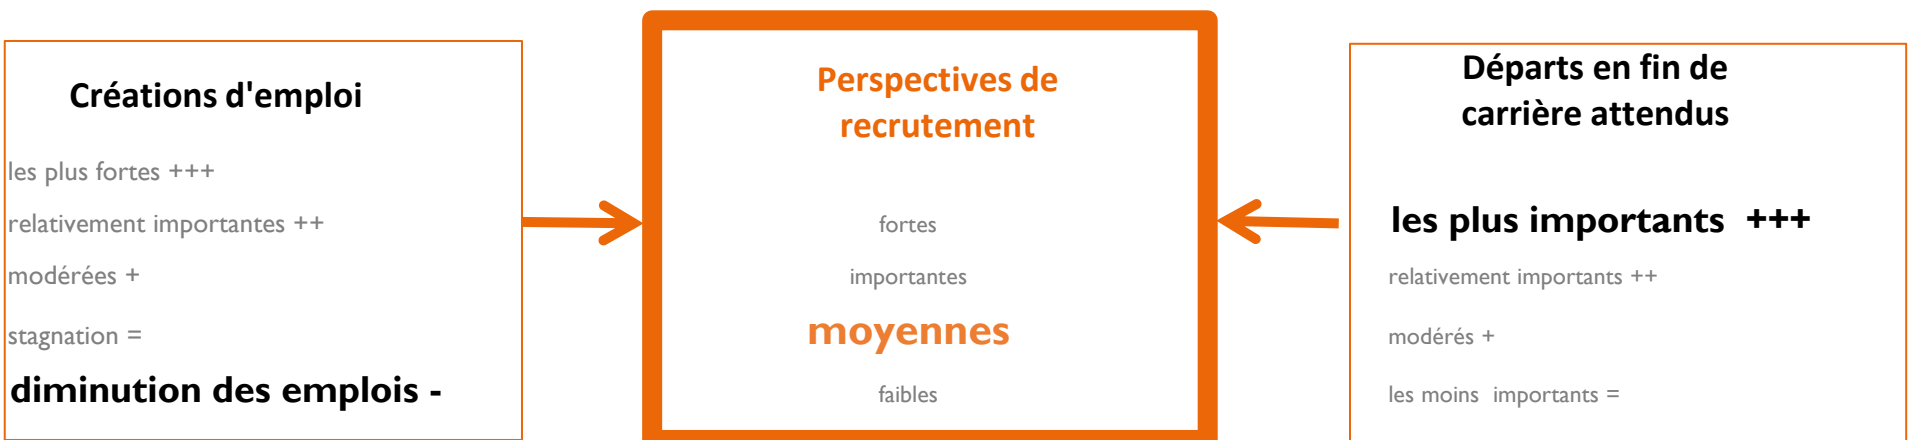 Créations d'emploi
les plus fortes +++
relativement importantes ++
modérées +
stagnation =
diminution des emplois -
Perspectives de
recrutement
fortes
importantes
moyennes
faibles
Départs en fin de
carrière attendus
les plus importants +++
relativement importants ++
modérés +
les moins importants =